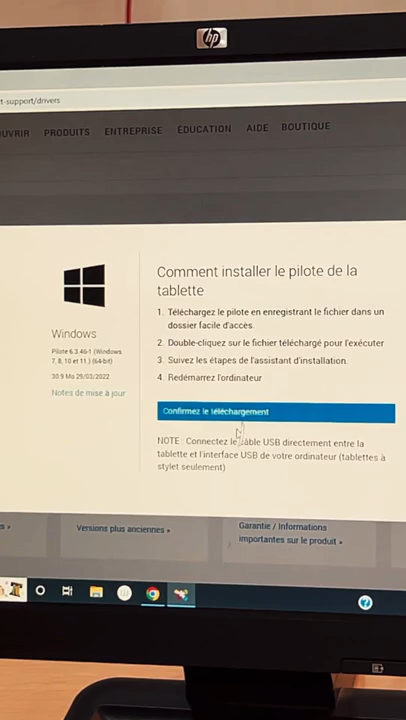 hp
t-support/drivers
OUVRIR PRODUITS ENTREPRISE ÉDUCATION AIDE BOUTIQUE
Comment installer le pilote de la
tablette
1. Téléchargez le pilote en enregistrant le fichier dans un
dossier facile d'accès.
2. Double-cliquez sur le fichier téléchargé pour l'exécuter
3. Suivez les étapes de l'assistant d'installation.
4. Redémarrez l'ordinateur
Windows
Pilote 6.3.46-1 (Windows
7, 8, 10 et 11) (64-bit)
30.9 Mo 29/03/2022
Notes de mise à jour
Confirmez le téléchargement
NOTE : Connectez le câble USB directement entre la
tablette et l'interface USB de votre ordinateur (tablettes à
stylet seulement)
s »
Versions plus anciennes »
Garantie / Informations
importantes sur le produit »